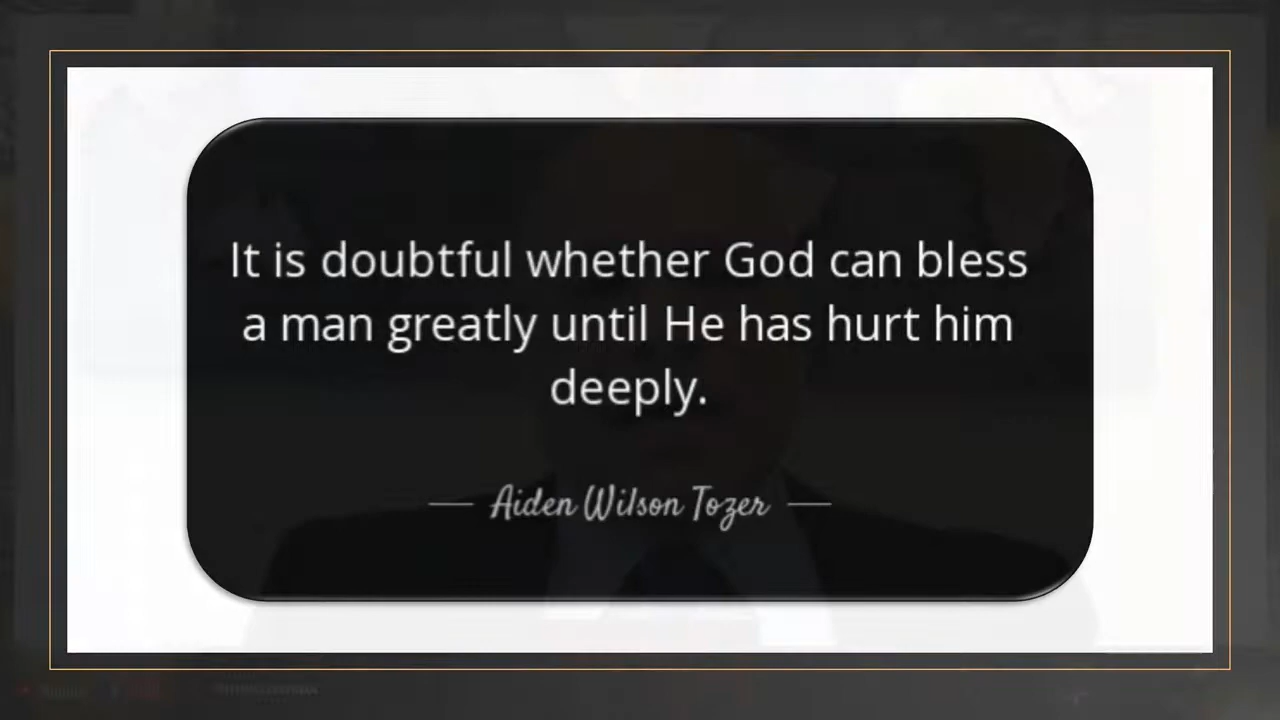 It is doubtful whether God can bless
a man greatly until He has hurt him
deeply.
Aiden Wilson Tozer